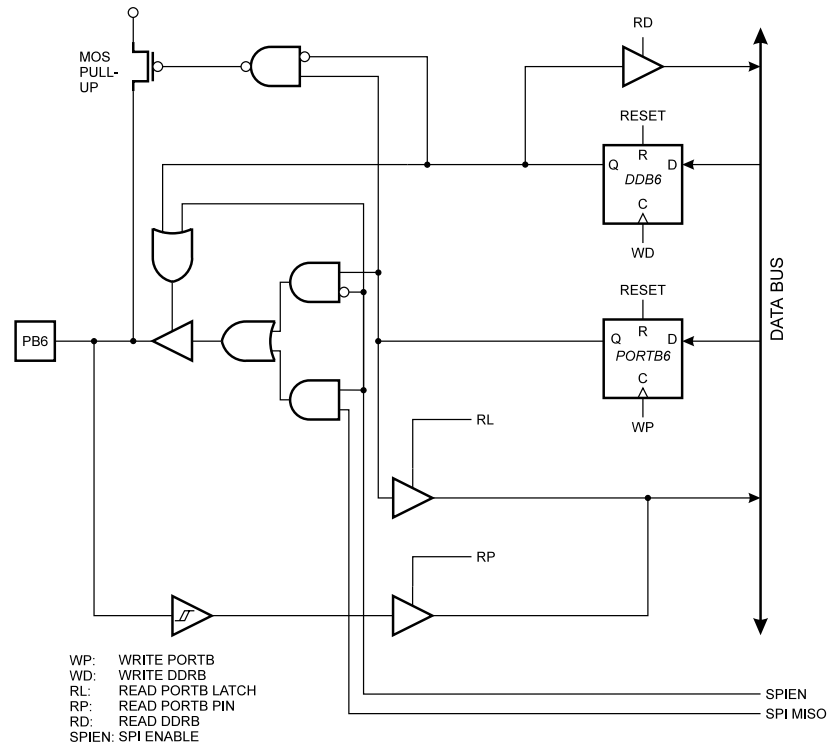 RD
MOS
PULL-
UP
RESET
R
Q
D
DDB6
C
WD
RESET
PB6
R
Q
D
PORTB6
C
WP
DATA BUS
RL
RP
WP: WRITE PORTB
WD: WRITE DDRB
RL: READ PORTB LATCH
RP: READ PORTB PIN
RD: READ DDRB
SPIEN: SPI ENABLE
SPIEN
SPI MISO